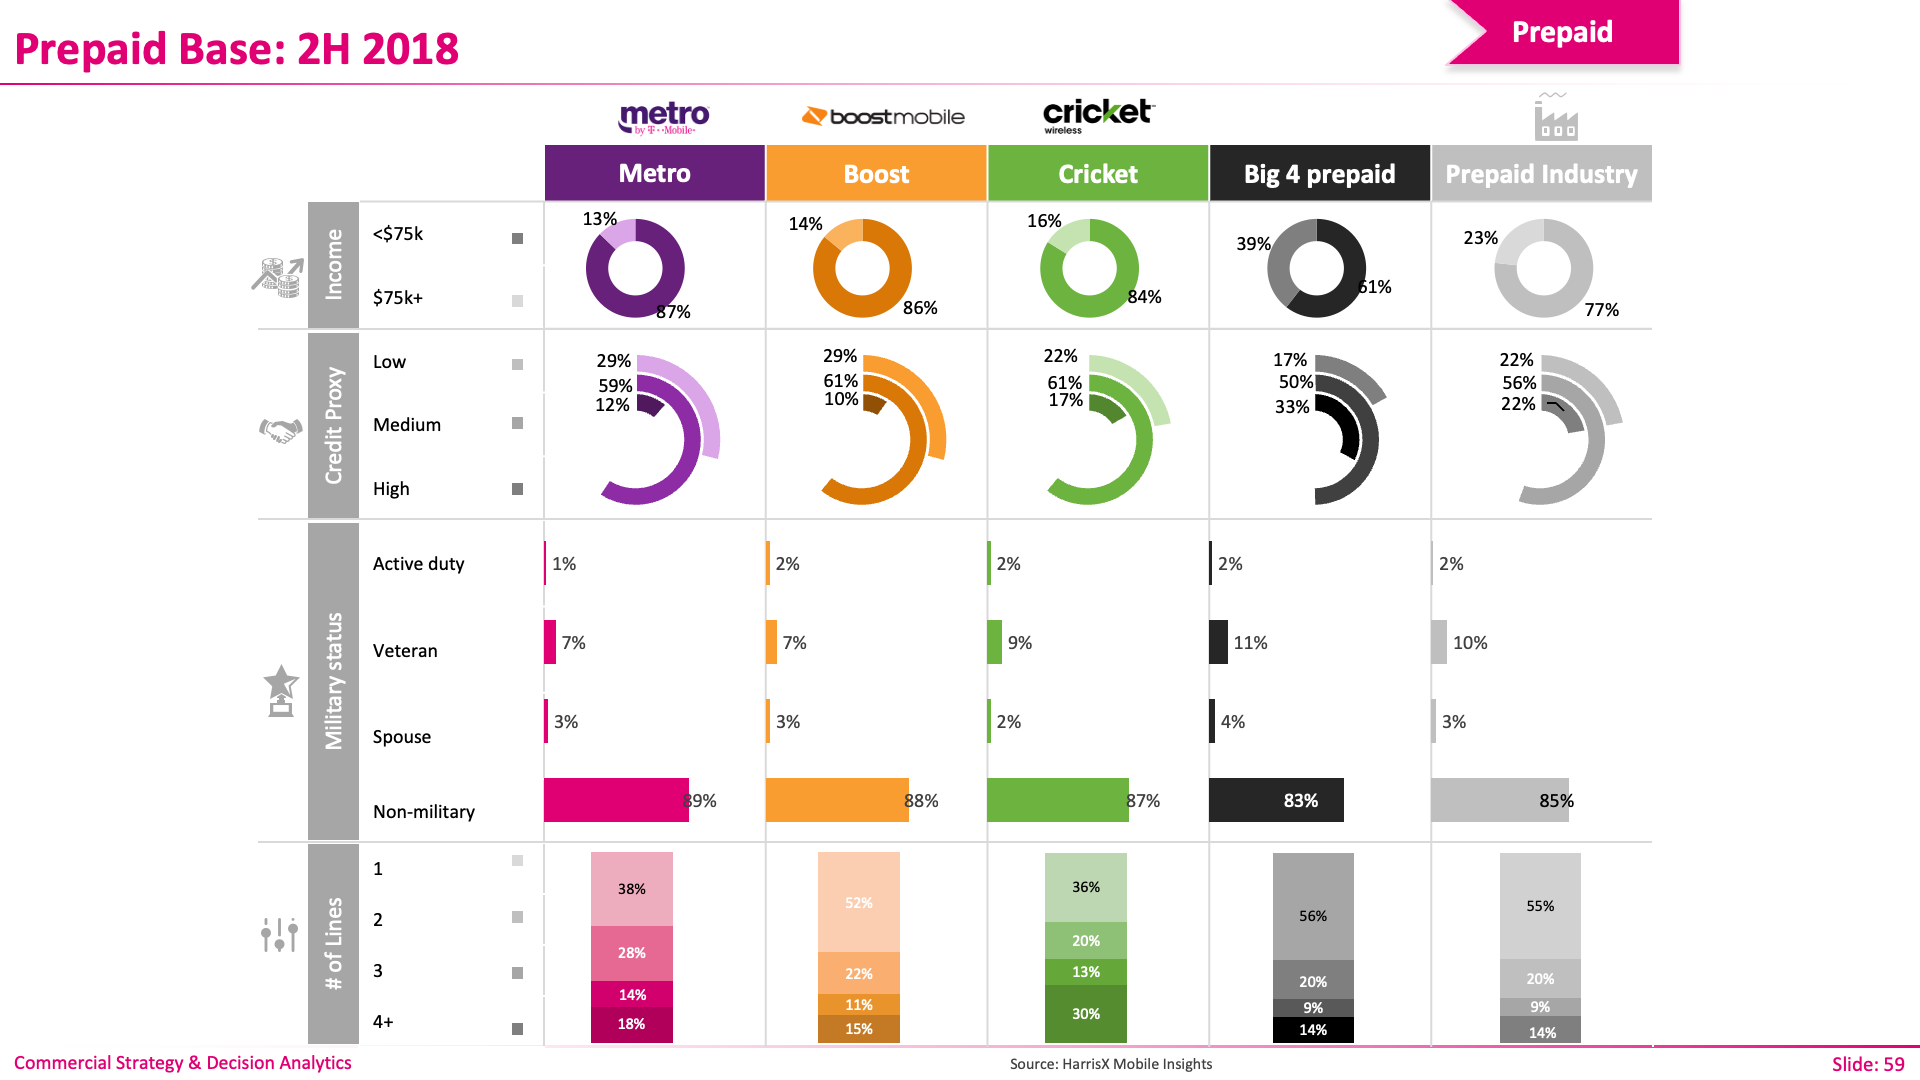 Prepaid Base: 2H 2018
Prepaid
metro
by T··Mobile·
boostmobile
cricket
wireless
Metro
Boost
Cricket
Big 4 prepaid
Prepaid Industry
Income
<$75k
$75k+
13%
87%
14%
86%
16%
84%
39%
61%
23%
77%
Credit Proxy
Low
Medium
High
29%
59%
12%
29%
61%
10%
22%
61%
17%
17%
50%
33%
22%
56%
22%
Military status
Active duty
1%
2%
2%
2%
2%
Veteran
7%
7%
9%
11%
10%
Spouse
3%
3%
2%
4%
3%
Non-military
89%
88%
87%
83%
85%
# of Lines
1
2
3
4+
38%
28%
14%
18%
52%
22%
11%
15%
36%
20%
13%
30%
56%
20%
9%
14%
55%
20%
9%
14%
Commercial Strategy & Decision Analytics
Source: HarrisX Mobile Insights
Slide: 59